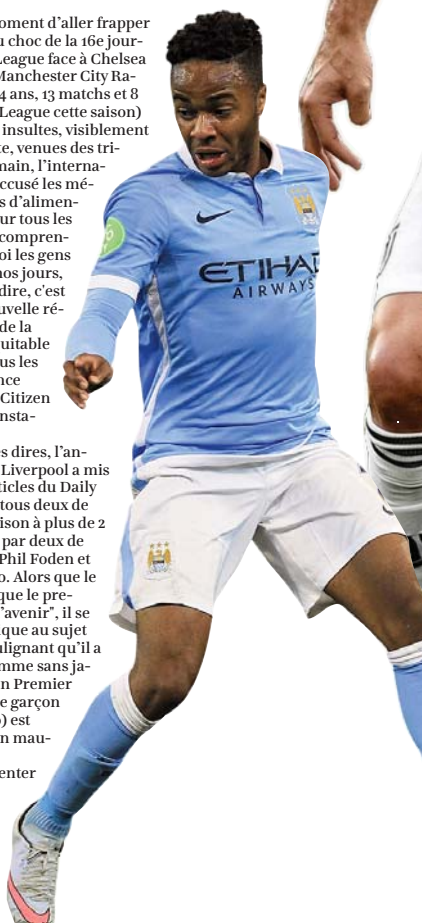 oment d'aller frapper
u choc de la 16e jour-
League face à Chelsea
Manchester City Ra-
4 ans, 13 matchs et 8
League cette saison)
insultes, visiblement
te, venues des tri-
main, l'interna-
ccusé les mé-
s d'alimen-
ur tous les
compren-
oi les gens
nos jours,
dire, c'est
uvelle ré-
de la
uitable
us les
nce
Citizen
nsta-
es dires, l'an-
Liverpool a mis
ticles du Daily
tous deux de
ison à plus de 2
par deux de
Phil Foden et
o. Alors que le
que le pre-
'avenir", il se
que au sujet
ulignant qu'il a
mme sans ja-
n Premier
e garçon
) est
n mau-
enter
ETIHAD
AIRWAYS